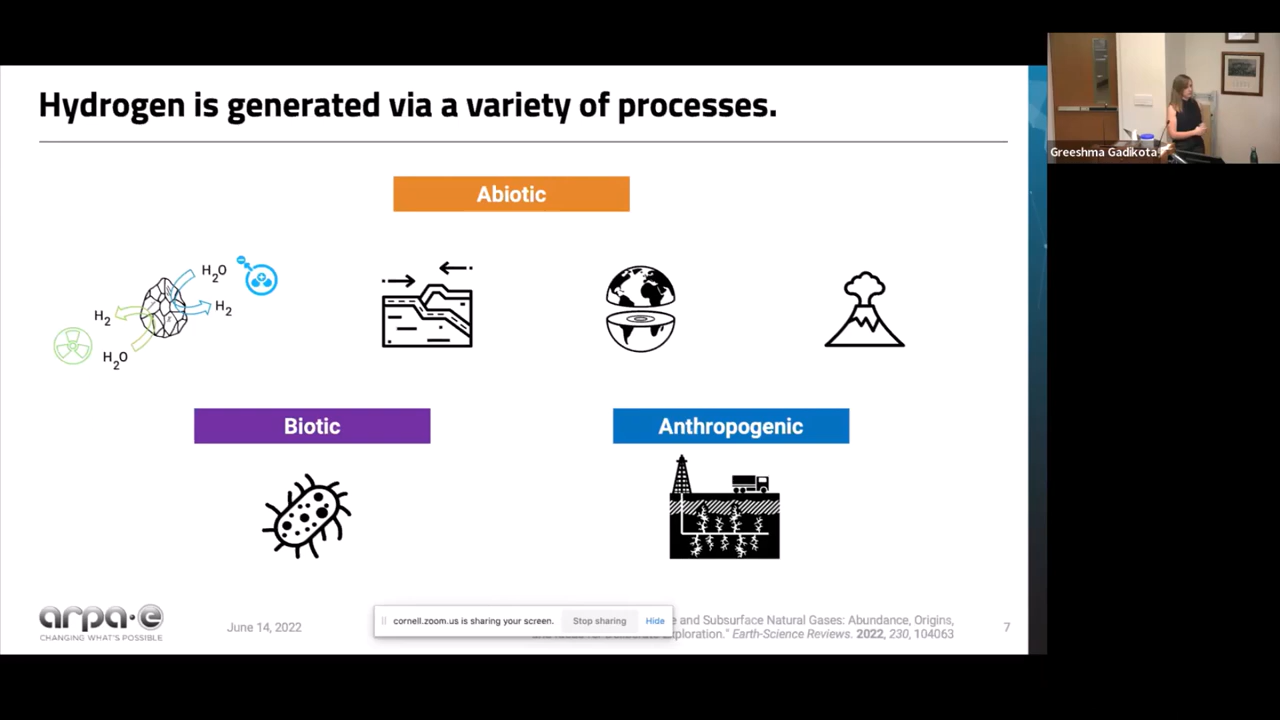 Hydrogen is generated via a variety of processes.
Greeshma Gadikota
Abiotic
H2O
H2
H2
H2O
Biotic
Anthropogenic
arpa·e
CHANGING WHAT'S POSSIBLE
June 14, 2022
cornell.zoom.us is sharing your screen.
Stop sharing
Hide
e and Subsurface Natural Gases: Abundance, Origins,
Exploration." Earth-Science Reviews. 2022, 230, 104063
7